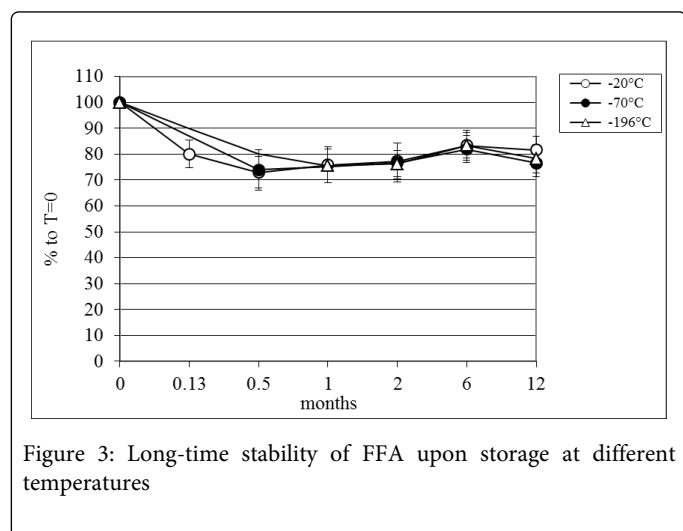 110
100
90
80
70
60
50
40
30
20
10
0
% to T=0
0 0.13 0.5 1 2 6 12
months
-20°C
-70°C
-196°C
Figure 3: Long-time stability of FFA upon storage at different
temperatures